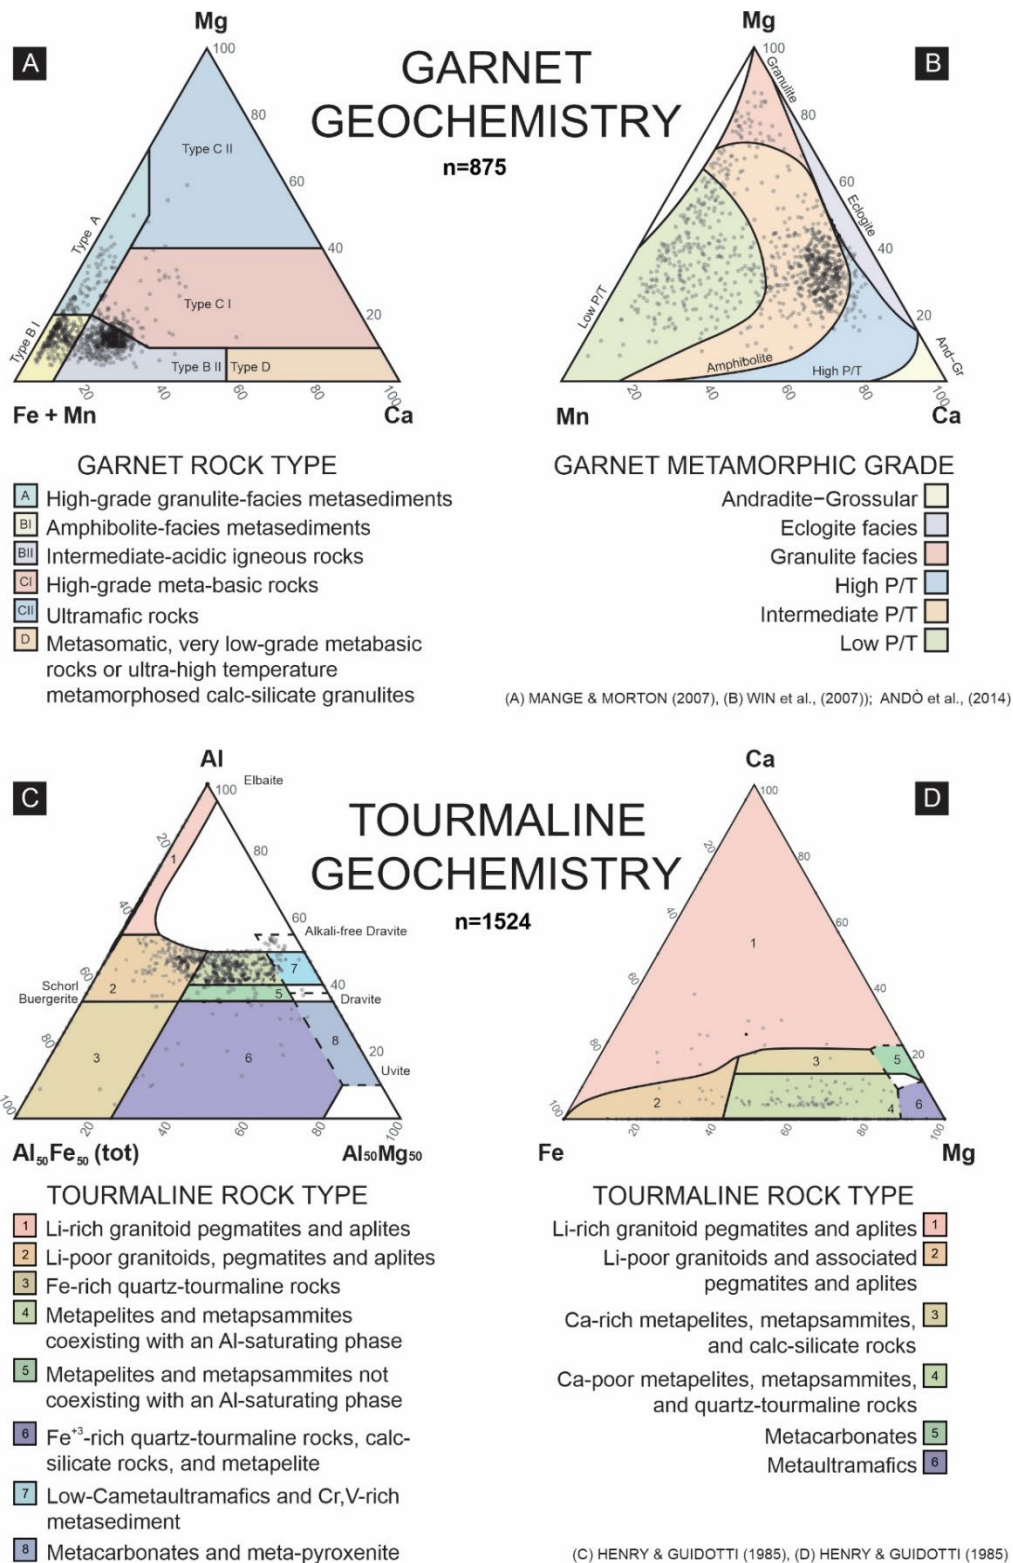 Mg
A
100
80
60
40
20
Type C II
Type A
Type C I
Type B I
Type B II
Type D
20
40
60
80
100
Fe + Mn
Ca
GARNET
GEOCHEMISTRY
n=875
Mg
B
100
Granulite
80
60
Eclogite
40
20
And-Gr
Low P/T
Amphibolite
High P/T
20
40
60
80
100
Mn
Ca
GARNET ROCK TYPE
A High-grade granulite-facies metasediments
BI Amphibolite-facies metasediments
BII Intermediate-acidic igneous rocks
CI High-grade meta-basic rocks
CII Ultramafic rocks
D Metasomatic, very low-grade metabasic
rocks or ultra-high temperature
metamorphosed calc-silicate granulites
GARNET METAMORPHIC GRADE
Andradite−Grossular
Eclogite facies
Granulite facies
High P/T
Intermediate P/T
Low P/T
(A) MANGE & MORTON (2007), (B) WIN et al., (2007)); ANDÒ et al., (2014)
Al
C
100
Elbaite
20
1
80
40
60
Alkali-free Dravite
60
7
4
40
Schorl
Buergerite
2
5
Dravite
80
3
6
8
20
Uvite
100
20
40
60
80
100
Al₅₀Fe₅₀ (tot)
Al₅₀Mg₅₀
TOURMALINE
GEOCHEMISTRY
n=1524
Ca
D
100
20
80
40
60
1
60
40
80
3
5
20
100
2
4
6
20
40
60
80
100
Fe
Mg
TOURMALINE ROCK TYPE
1 Li-rich granitoid pegmatites and aplites
2 Li-poor granitoids, pegmatites and aplites
3 Fe-rich quartz-tourmaline rocks
4 Metapelites and metapsammites
coexisting with an Al-saturating phase
5 Metapelites and metapsammites not
coexisting with an Al-saturating phase
6 Fe⁺³-rich quartz-tourmaline rocks, calc-
silicate rocks, and metapelite
7 Low-Cametaultramafics and Cr,V-rich
metasediment
8 Metacarbonates and meta-pyroxenite
TOURMALINE ROCK TYPE
Li-rich granitoid pegmatites and aplites 1
Li-poor granitoids and associated 2
pegmatites and aplites
Ca-rich metapelites, metapsammites, 3
and calc-silicate rocks
Ca-poor metapelites, metapsammites, 4
and quartz-tourmaline rocks
Metacarbonates 5
Metaultramafics 6
(C) HENRY & GUIDOTTI (1985), (D) HENRY & GUIDOTTI (1985)